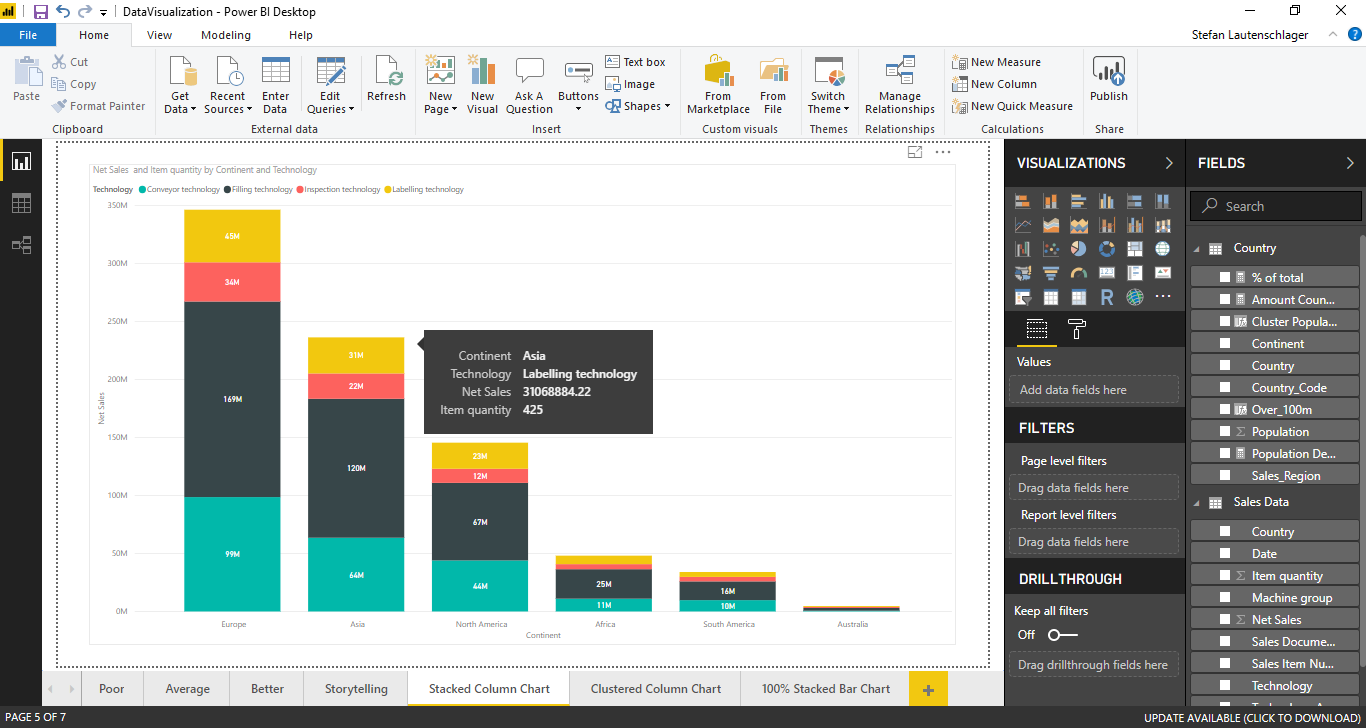 DataVisualization - Power BI Desktop
File Home View Modeling Help Stefan Lautenschlager
Paste
Cut
Copy
Format Painter
Clipboard
Get Data
Recent Sources
Enter Data
External data
Edit Queries
Refresh
New Page
New Visual
Ask A Question
Buttons
Text box
Image
Shapes
Insert
From Marketplace
From File
Custom visuals
Switch Theme
Themes
Manage Relationships
Relationships
New Measure
New Column
New Quick Measure
Calculations
Publish
Share
Net Sales and Item quantity by Continent and Technology
Technology Conveyor technology Filling technology Inspection technology Labelling technology
350M
300M
250M
200M
150M
100M
50M
0M
Net Sales
45M
34M
169M
99M
31M
22M
120M
64M
23M
12M
67M
44M
25M
11M
16M
10M
Continent Asia
Technology Labelling technology
Net Sales 31068884.22
Item quantity 425
Europe Asia North America Africa South America Australia
Continent
VISUALIZATIONS
R
Values
Add data fields here
FILTERS
Page level filters
Drag data fields here
Report level filters
Drag data fields here
DRILLTHROUGH
Keep all filters
Off
Drag drillthrough fields here
FIELDS
Search
Country
% of total
Amount Coun...
Cluster Popula...
Continent
Country
Country_Code
Over_100m
Σ Population
Population De...
Sales_Region
Sales Data
Country
Date
Σ Item quantity
Machine group
Σ Net Sales
Sales Docume...
Sales Item Nu...
Technology
Poor Average Better Storytelling Stacked Column Chart Clustered Column Chart 100% Stacked Bar Chart +
PAGE 5 OF 7
UPDATE AVAILABLE (CLICK TO DOWNLOAD)